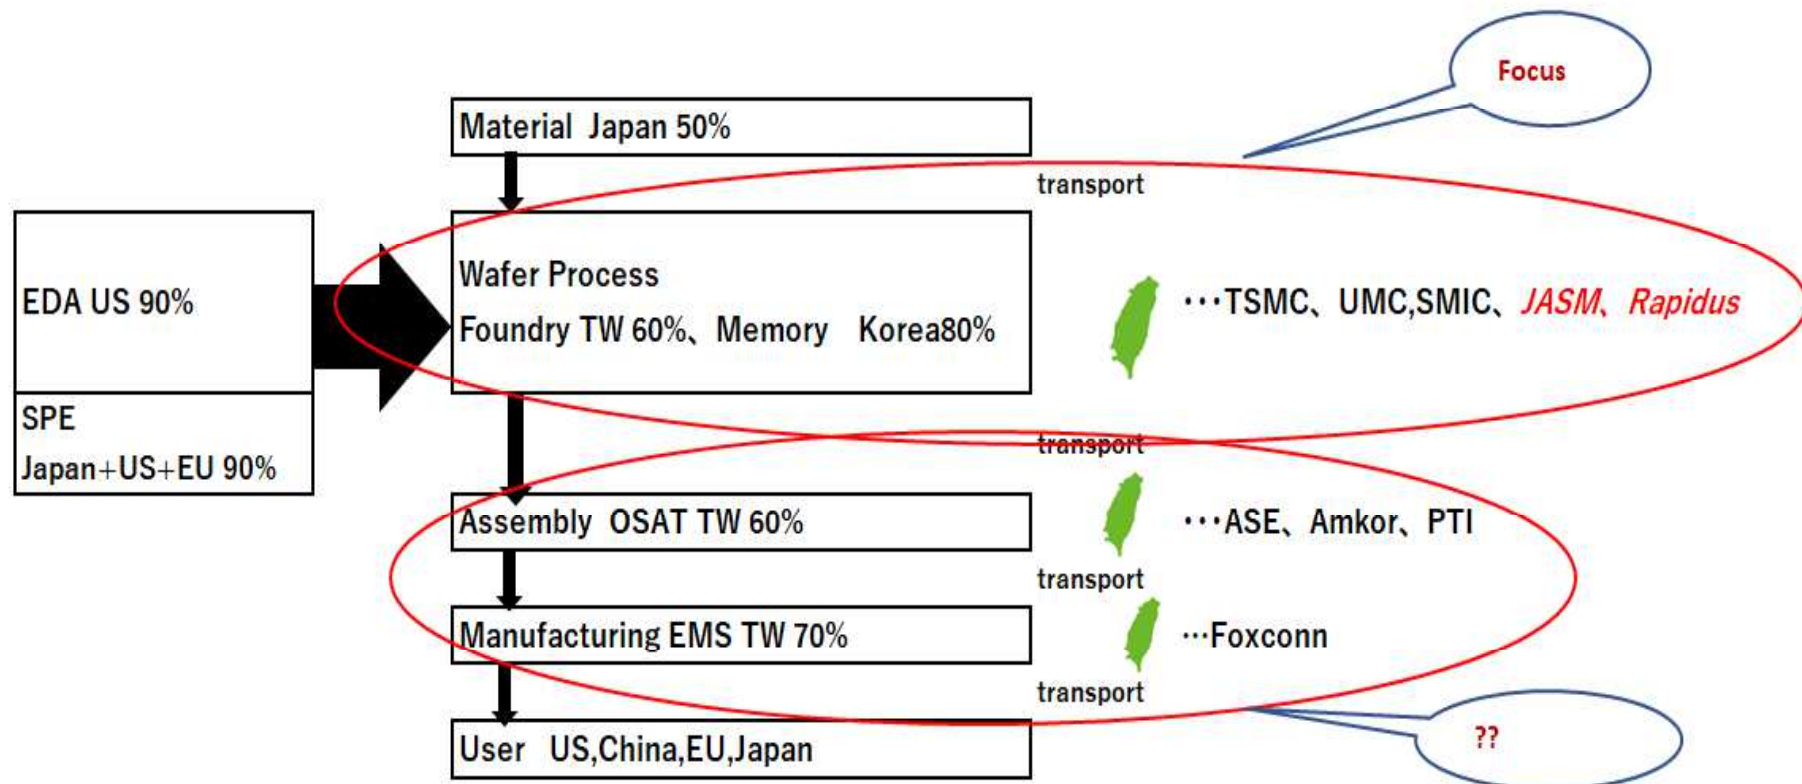 Focus
Material Japan 50%
transport
EDA US 90%
Wafer Process
Foundry TW 60%、Memory Korea80%
···TSMC、UMC,SMIC、JASM、Rapidus
SPE
Japan+US+EU 90%
transport
Assembly OSAT TW 60%
···ASE、Amkor、PTI
transport
Manufacturing EMS TW 70%
···Foxconn
transport
User US,China,EU,Japan
??